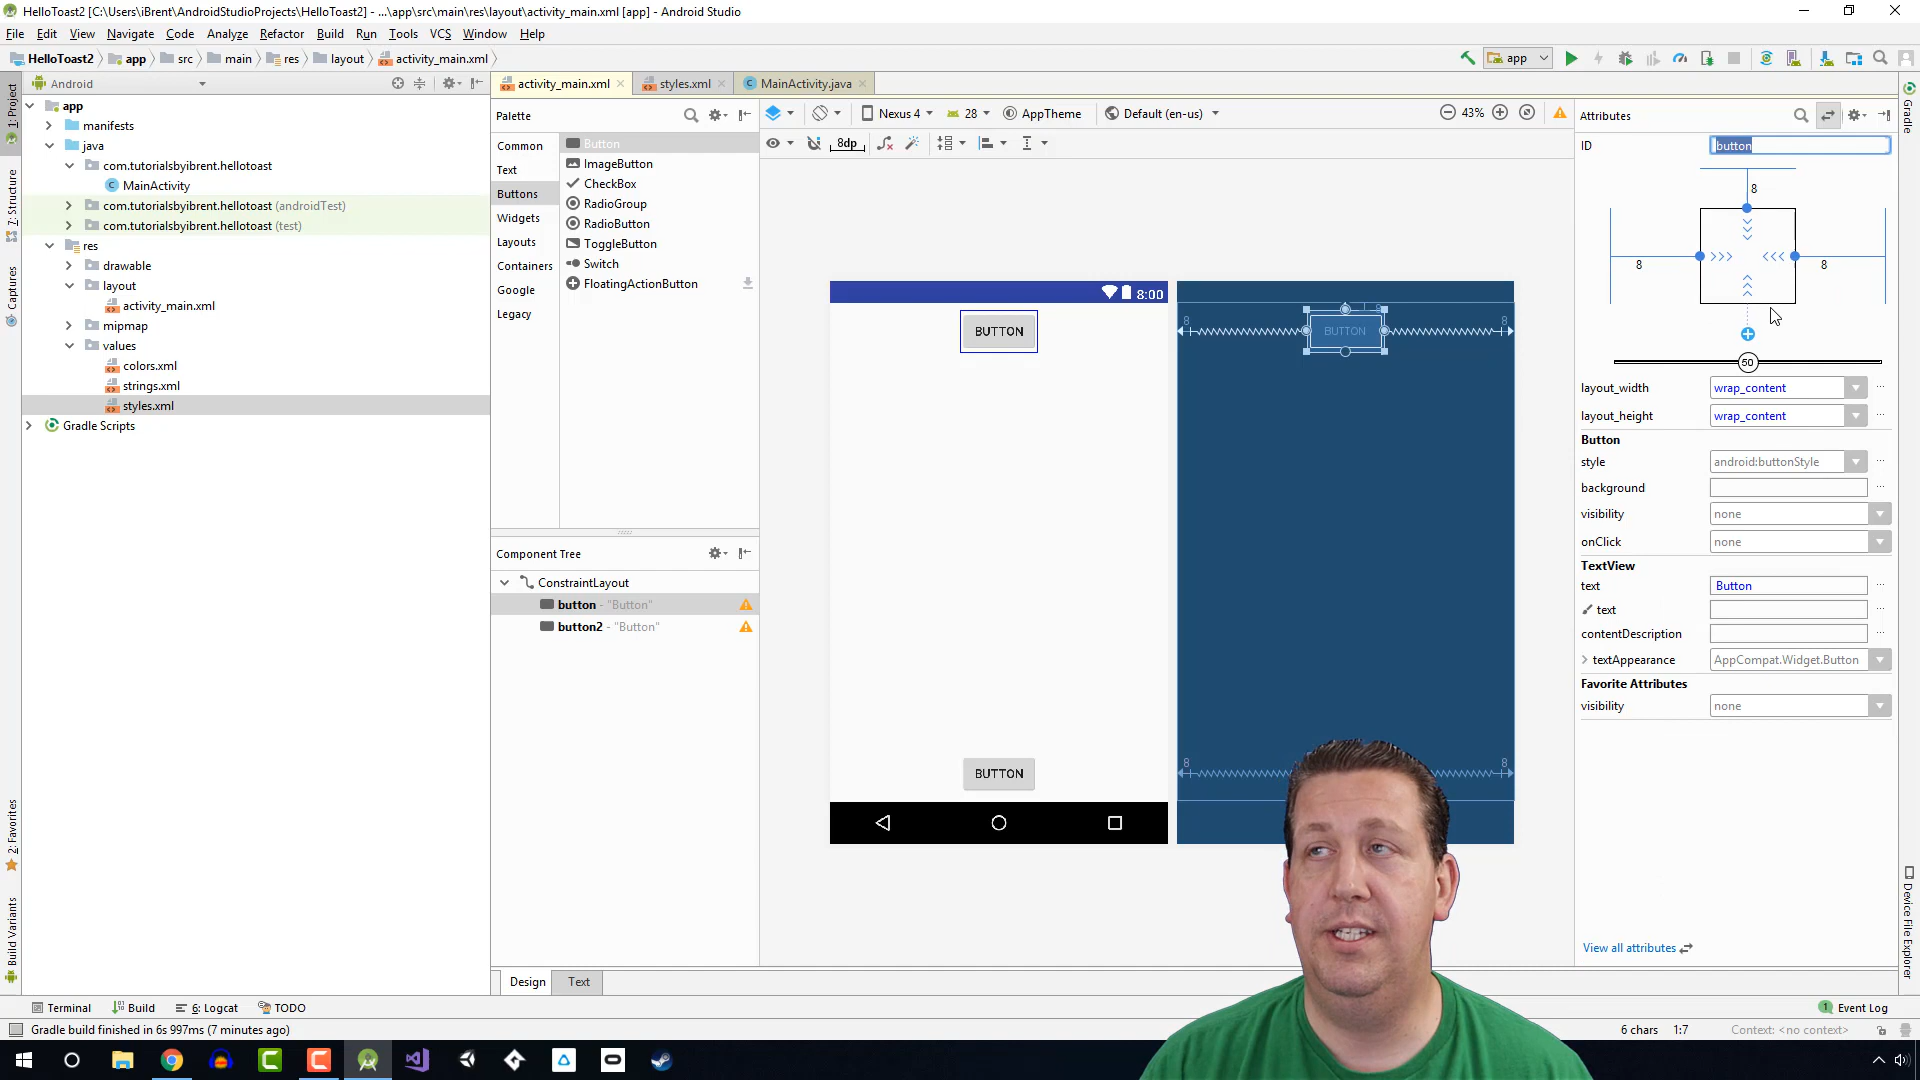 HelloToast2 [C:\Users\iBrent\AndroidStudioProjects\HelloToast2] - ...\app\src\main\res\layout\activity_main.xml [app] - Android Studio
File Edit View Navigate Code Analyze Refactor Build Run Tools VCS Window Help
HelloToast2 app src main res layout activity_main.xml app
1: Project
7: Structure
Captures
2: Favorites
Build Variants
Android
app
manifests
java
com.tutorialsbyibrent.hellotoast
MainActivity
com.tutorialsbyibrent.hellotoast (androidTest)
com.tutorialsbyibrent.hellotoast (test)
res
drawable
layout
activity_main.xml
mipmap
values
colors.xml
strings.xml
styles.xml
Gradle Scripts
activity_main.xml styles.xml MainActivity.java
Palette
Common
Text
Buttons
Widgets
Layouts
Containers
Google
Legacy
Button
ImageButton
CheckBox
RadioGroup
RadioButton
ToggleButton
Switch
FloatingActionButton
Component Tree
ConstraintLayout
button - "Button"
button2 - "Button"
Nexus 4 28 AppTheme Default (en-us) 43%
8dp
8:00
BUTTON
BUTTON
8 8 8
BUTTON
8 8
Design Text
Attributes
ID button
8
8 8
50
layout_width wrap_content
layout_height wrap_content
Button
style android:buttonStyle
background
visibility none
onClick none
TextView
text Button
text
contentDescription
textAppearance AppCompat.Widget.Button
Favorite Attributes
visibility none
View all attributes
Gradle
Device File Explorer
Terminal Build 6: Logcat TODO 1 Event Log
Gradle build finished in 6s 997ms (7 minutes ago) 6 chars 1:7 Context: <no context>